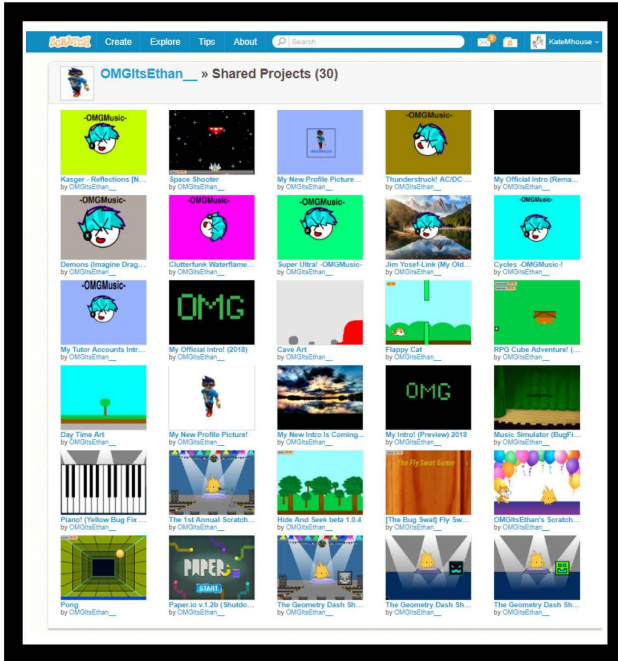 SCRATCH Create Explore Tips About Search KateMhouse
OMGItsEthan__ » Shared Projects (30)
-OMGMusic-
-OMGMusic-
Kasger - Reflections [N...
Space Shooter
My New Profile Picture...
Thunderstruck! AC/DC ...
My Official Intro (Rema...
by OMGItsEthan__
by OMGItsEthan__
by OMGItsEthan__
by OMGItsEthan__
by OMGItsEthan__
-OMGMusic-
-OMGMusic-
-OMGMusic-
-OMGMusic-
-OMGMusic-
Demons (Imagine Drag...
Clutterfunk Waterflame...
Super Ultra! -OMGMusic-
Jim Yosef-Link (My Old...
Cycles -OMGMusic-!
by OMGItsEthan__
by OMGItsEthan__
by OMGItsEthan__
by OMGItsEthan__
by OMGItsEthan__
-OMGMusic-
OMG
My Tutor Accounts Intr...
My Official Intro! (2018)
Cave Art
Flappy Cat
RPG Cube Adventure! (...
by OMGItsEthan__
by OMGItsEthan__
by OMGItsEthan__
by OMGItsEthan__
by OMGItsEthan__
OMG
Day Time Art
My New Profile Picture!
My New Intro Is Coming...
My Intro! (Preview) 2018
Music Simulator (BugFi...
by OMGItsEthan__
by OMGItsEthan__
by OMGItsEthan__
by OMGItsEthan__
by OMGItsEthan__
The Fly Swat Game
Piano! (Yellow Bug Fix ...
The 1st Annual Scratch...
Hide And Seek beta 1.0.4
[The Bug Swat] Fly Sw...
OMGItsEthan's Scratch...
by OMGItsEthan__
by OMGItsEthan__
by OMGItsEthan__
by OMGItsEthan__
by OMGItsEthan__
PAPER
START
Pong
Paper.io v.1.2b (Shutdo...
The Geometry Dash Sh...
The Geometry Dash Sh...
The Geometry Dash Sh...
by OMGItsEthan__
by OMGItsEthan__
by OMGItsEthan__
by OMGItsEthan__
by OMGItsEthan__